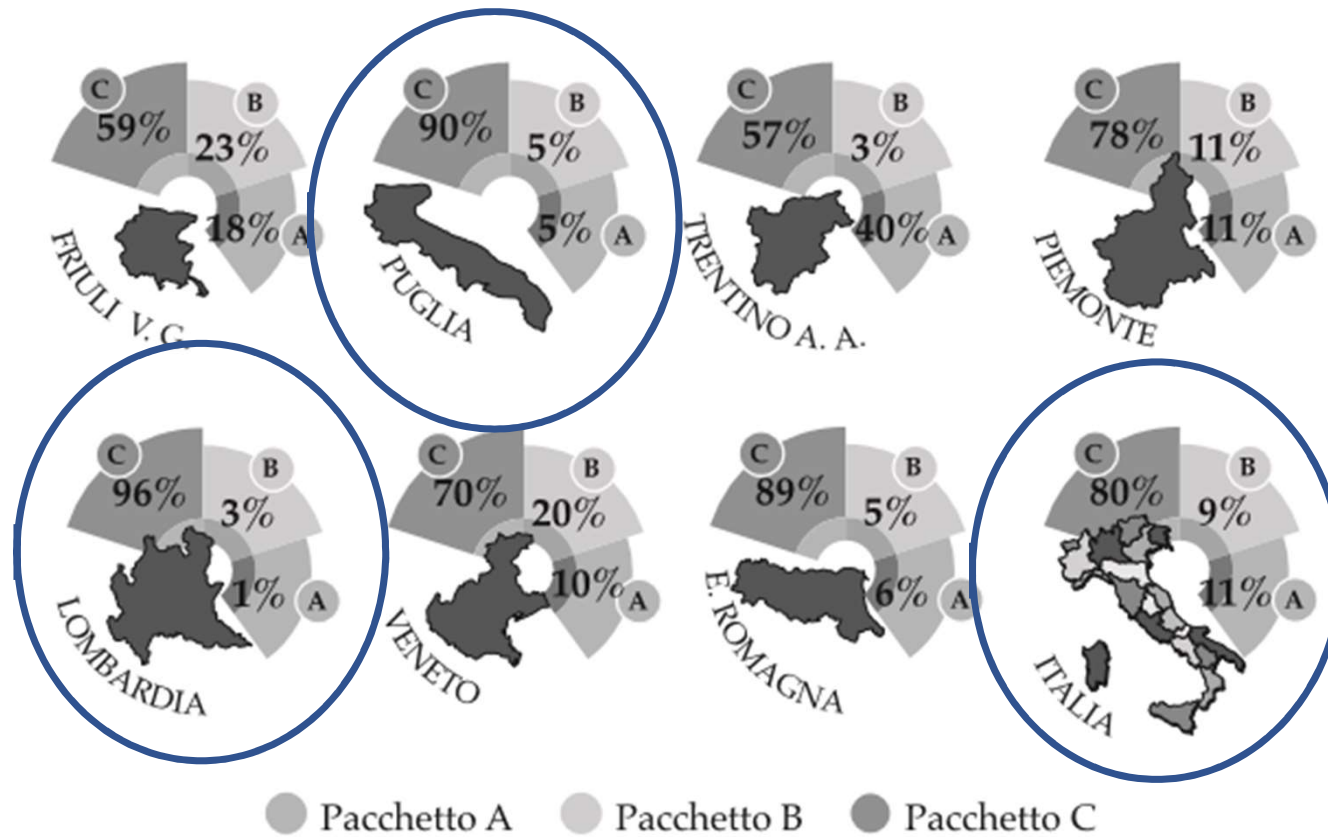 C
59%
B
23%
18%
A
FRIULI V. G.
C
90%
B
5%
5%
A
PUGLIA
C
57%
B
3%
40%
A
TRENTINO A. A.
C
78%
B
11%
11%
A
PIEMONTE
C
96%
B
3%
1%
A
LOMBARDIA
C
70%
B
20%
10%
A
VENETO
C
89%
B
5%
6%
A
E. ROMAGNA
C
80%
B
9%
11%
A
ITALIA
Pacchetto A Pacchetto B Pacchetto C